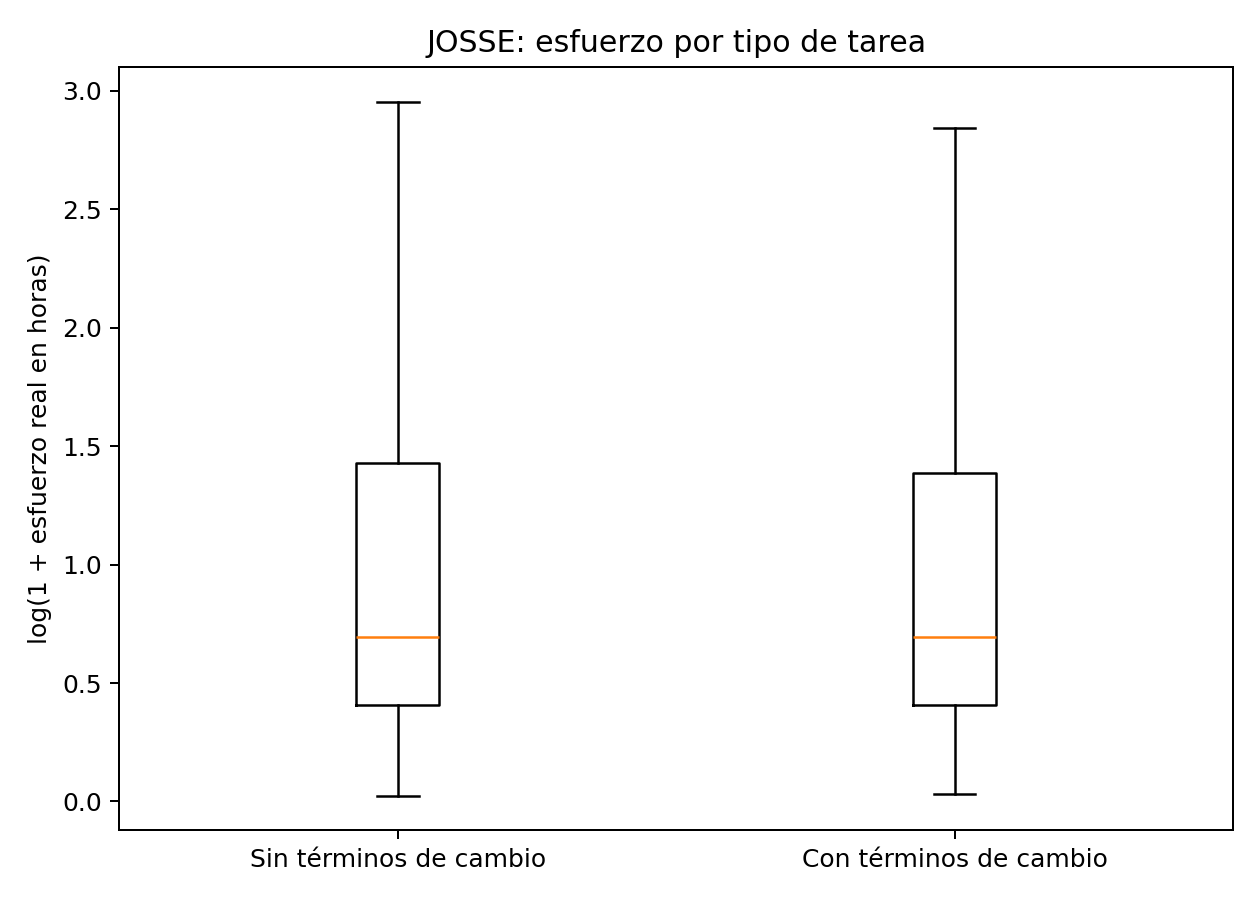 JOSSE: esfuerzo por tipo de tarea
log(1 + esfuerzo real en horas)
3.0
2.5
2.0
1.5
1.0
0.5
0.0
Sin términos de cambio
Con términos de cambio